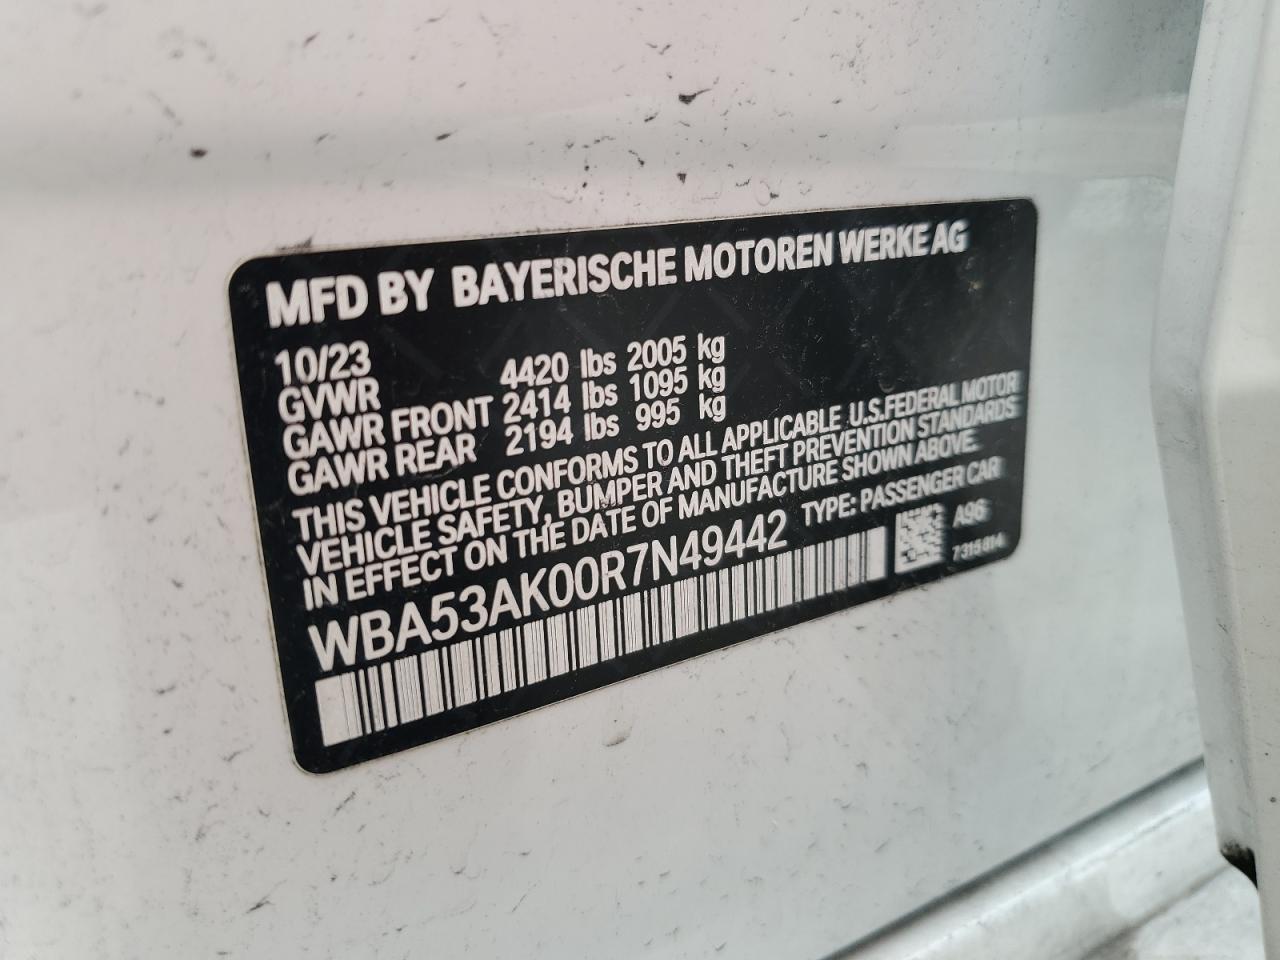 MFD BY BAYERISCHE MOTOREN WERKE AG
10/23
GVWR 4420 lbs 2005 kg
GAWR FRONT 2414 lbs 1095 kg
GAWR REAR 2194 lbs 995 kg
THIS VEHICLE CONFORMS TO ALL APPLICABLE U.S.FEDERAL MOTOR
VEHICLE SAFETY, BUMPER AND THEFT PREVENTION STANDARDS
IN EFFECT ON THE DATE OF MANUFACTURE SHOWN ABOVE.
WBA53AK00R7N49442 TYPE: PASSENGER CAR
A96
7315814